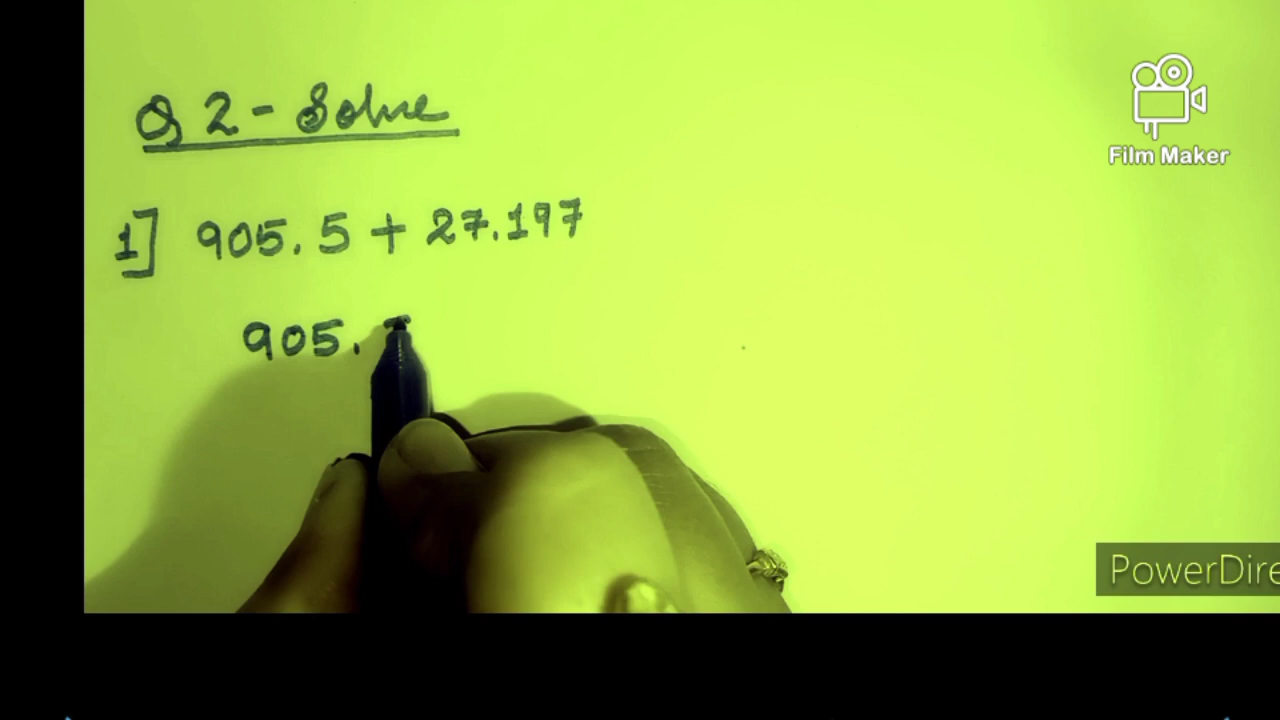 Q 2 - Solve
Film Maker
1] 905.5 + 27.197
905.
PowerDire